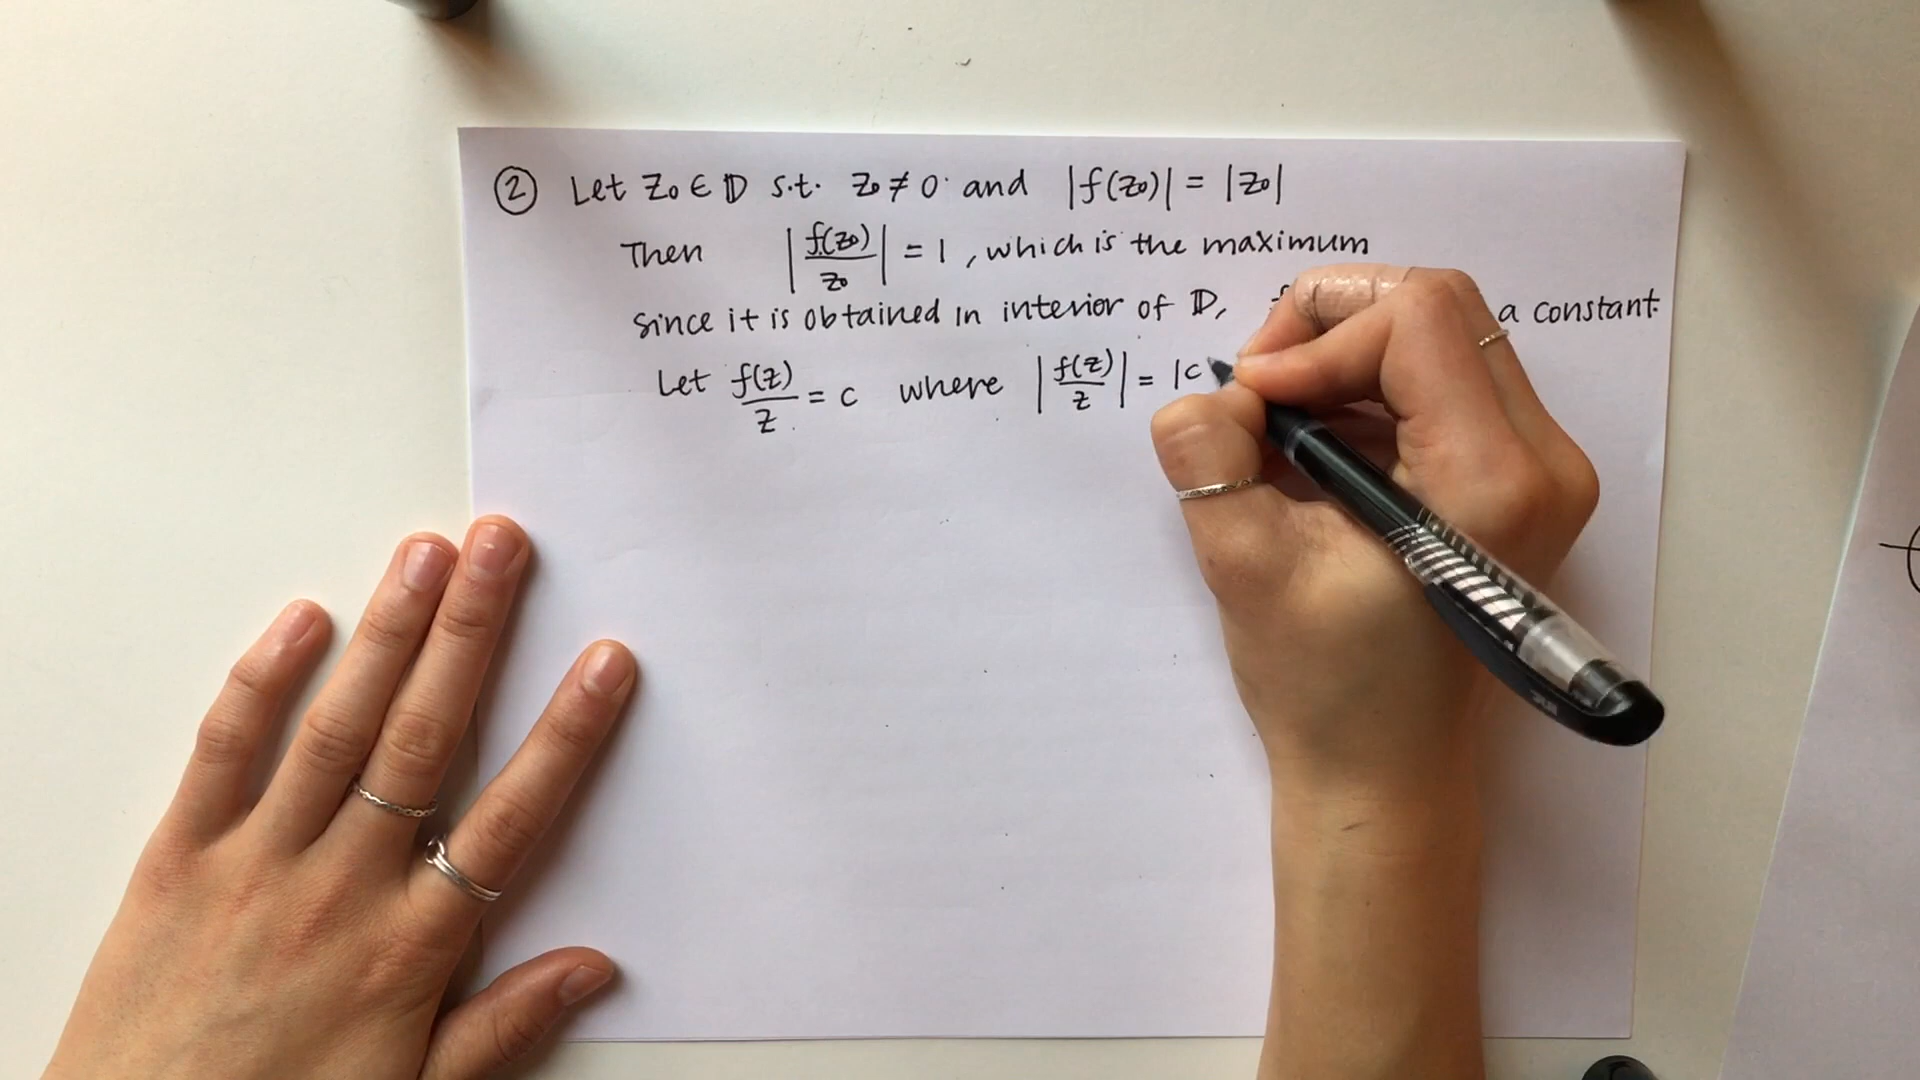 ② Let z₀ ∈ 𝔻 s.t. z₀ ≠ 0 and |f(z₀)| = |z₀|
Then |f(z₀)/z₀| = 1, which is the maximum
since it is obtained in interior of 𝔻, a constant.
Let f(z)/z = c where |f(z)/z| = |c